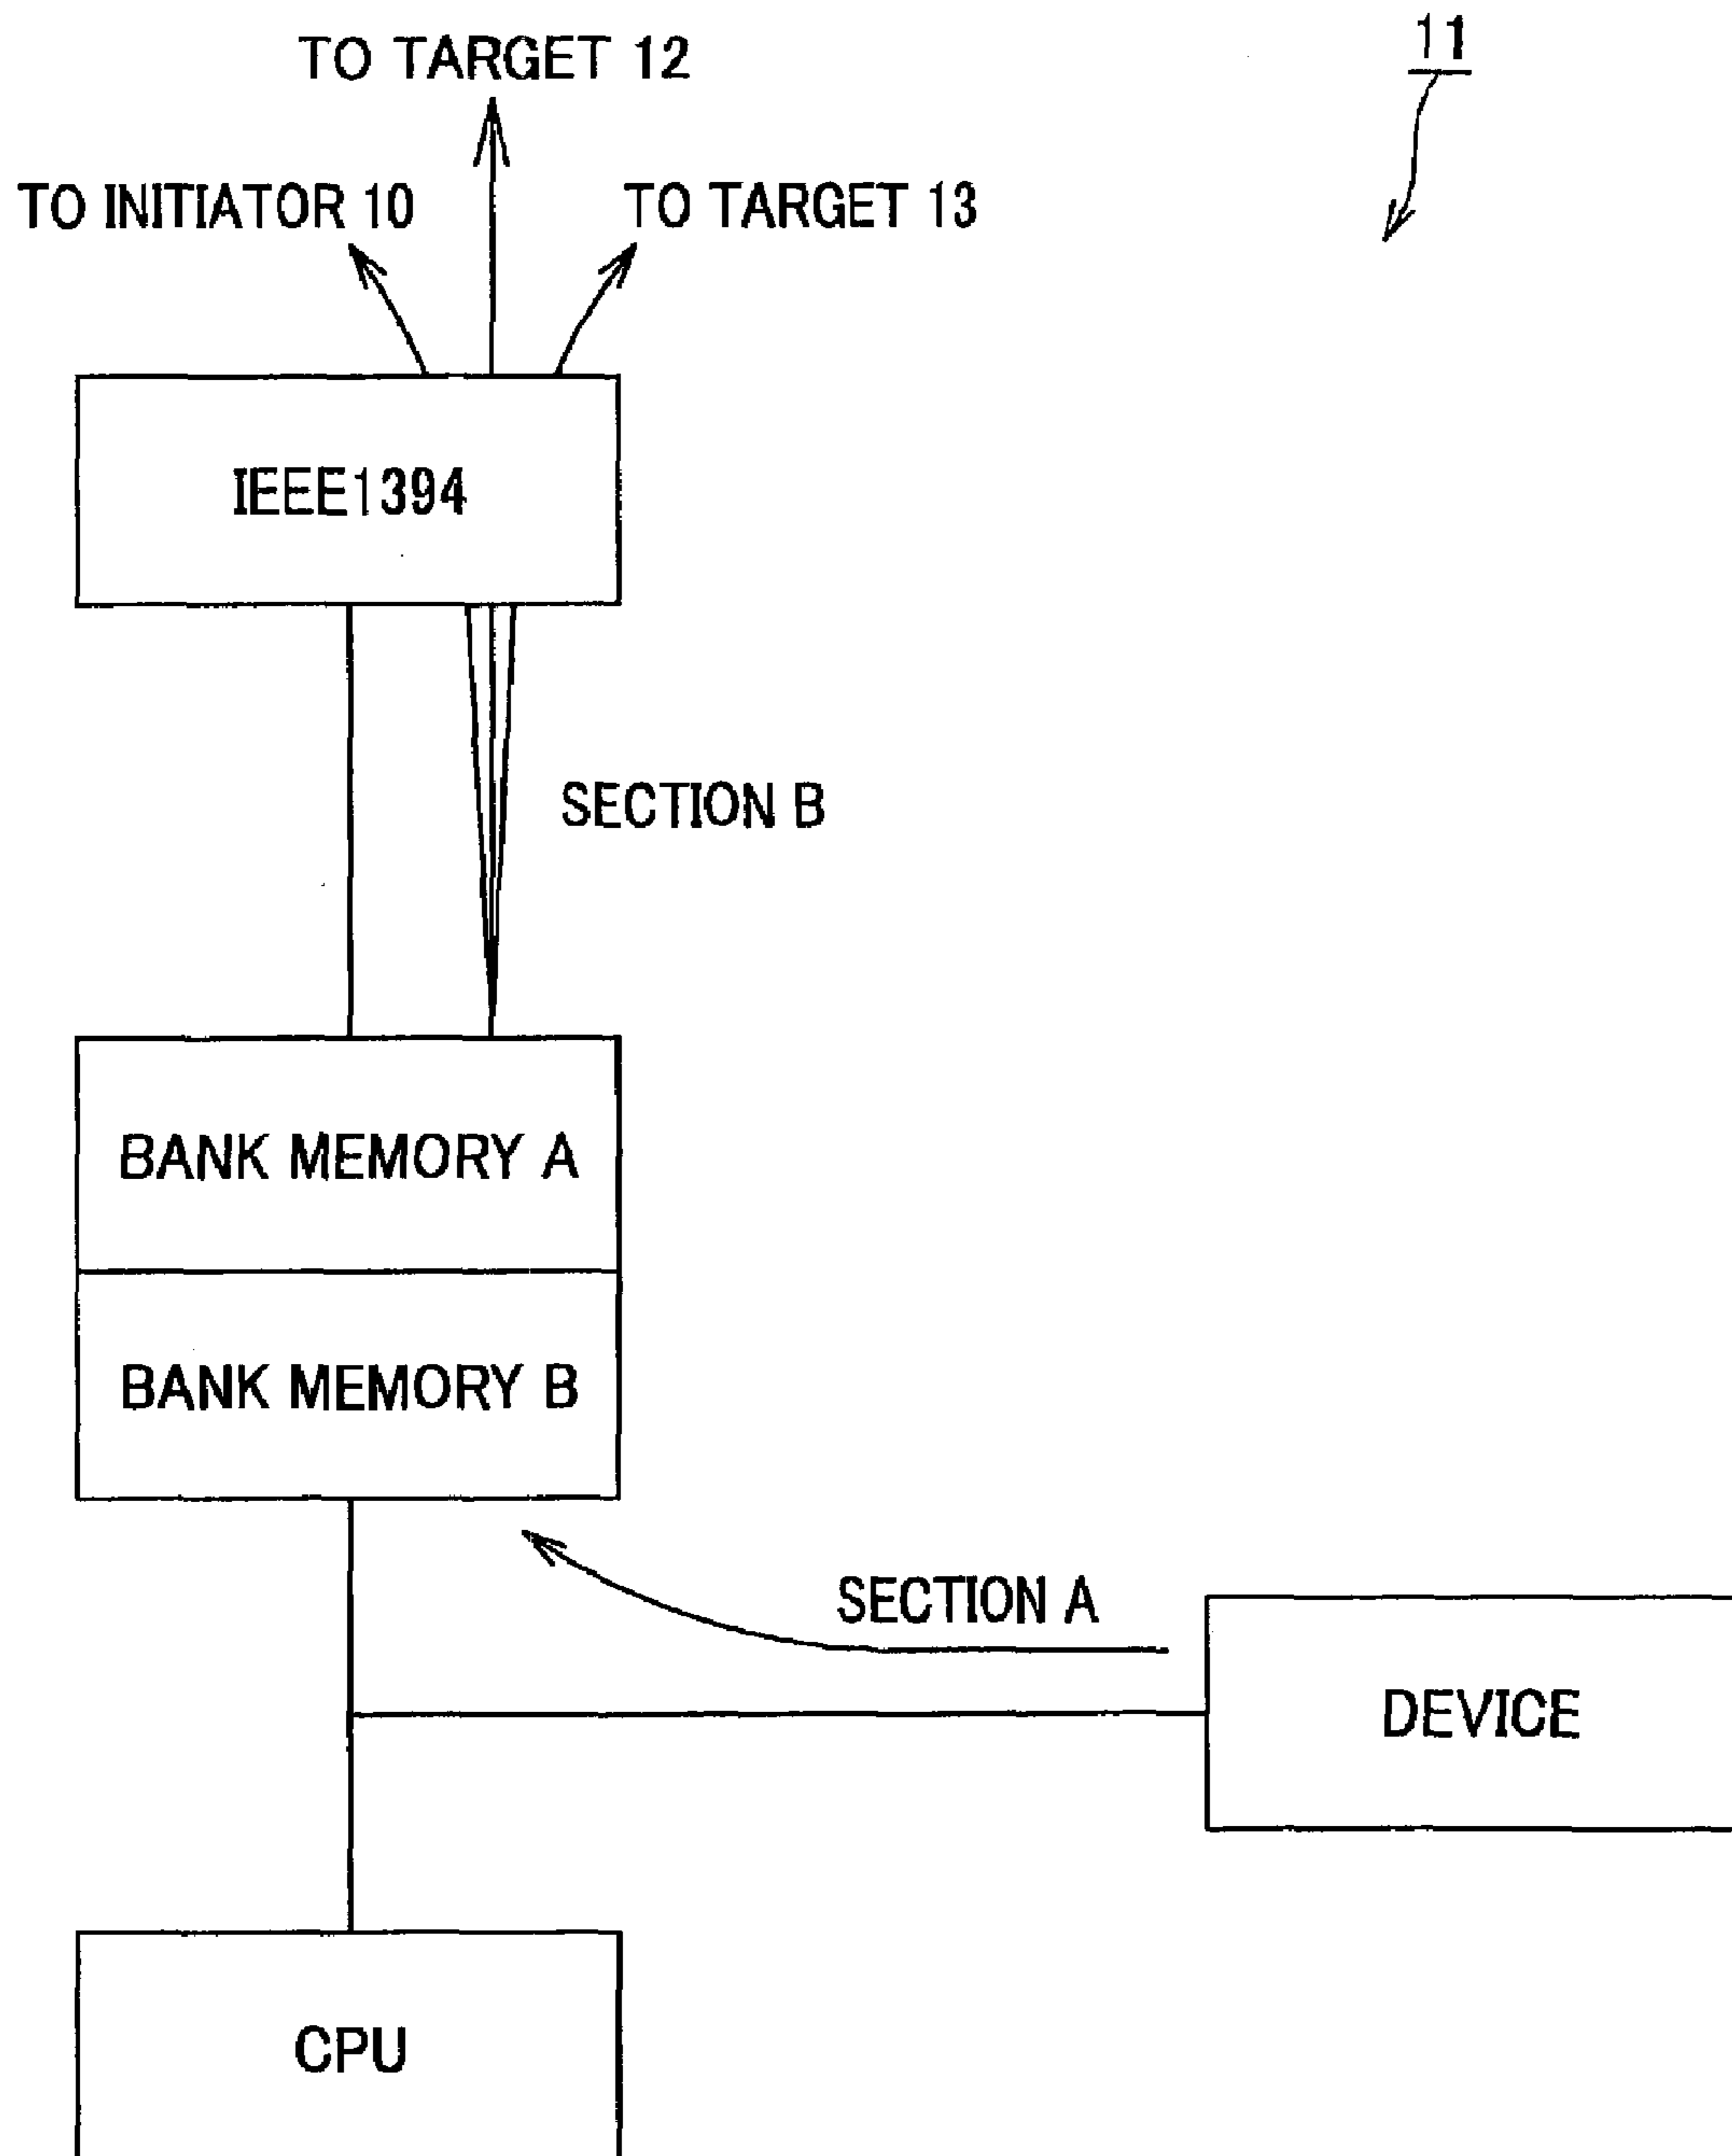 11
TO TARGET 12
TO INITIATOR 10
TO TARGET 13
IEEE1394
SECTION B
BANK MEMORY A
BANK MEMORY B
SECTION A
DEVICE
CPU